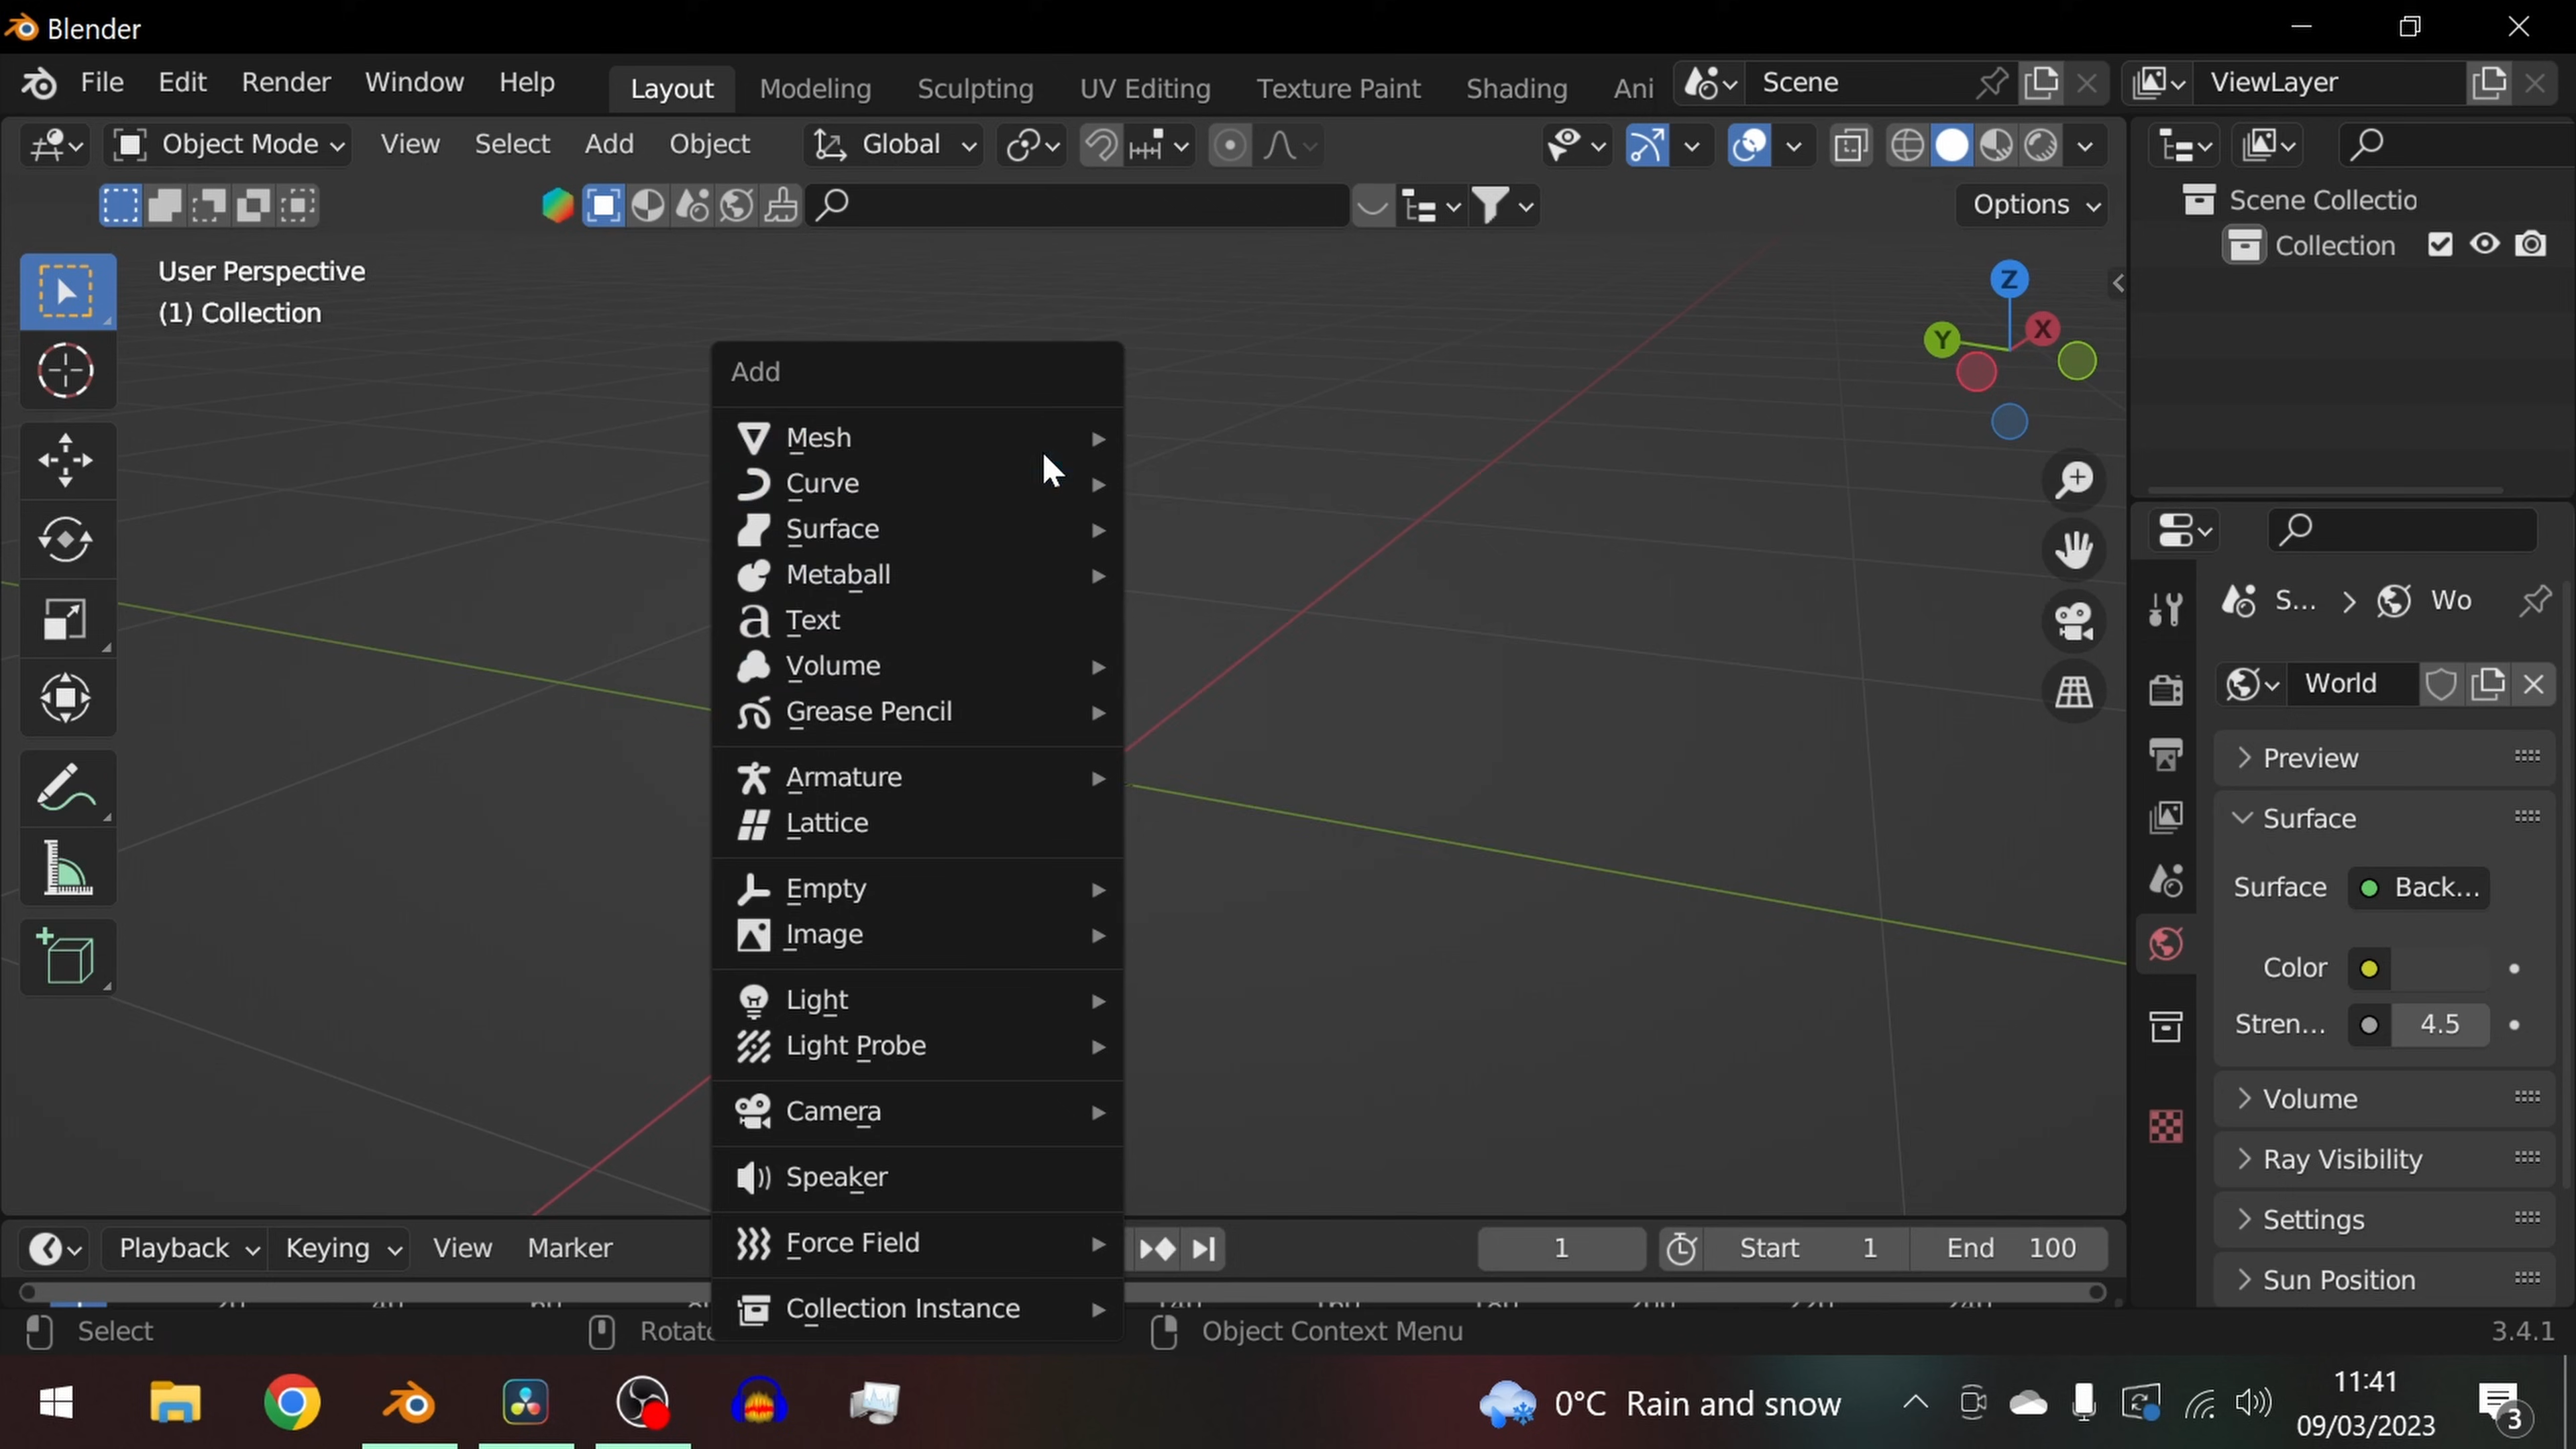 Blender
File Edit Render Window Help Layout Modeling Sculpting UV Editing Texture Paint Shading Ani Scene ViewLayer
Object Mode View Select Add Object Global
Options
User Perspective
(1) Collection
Z
Y X
Add
Mesh
Curve
Surface
Metaball
Text
Volume
Grease Pencil
Armature
Lattice
Empty
Image
Light
Light Probe
Camera
Speaker
Force Field
Collection Instance
Scene Collectio
Collection
S... > Wo
World
Preview
Surface
Surface Back...
Color
Stren... 4.5
Volume
Ray Visibility
Settings
Sun Position
Playback Keying View Marker 1 Start 1 End 100
Select Rotate Object Context Menu 3.4.1
0°C Rain and snow
11:41
09/03/2023
3